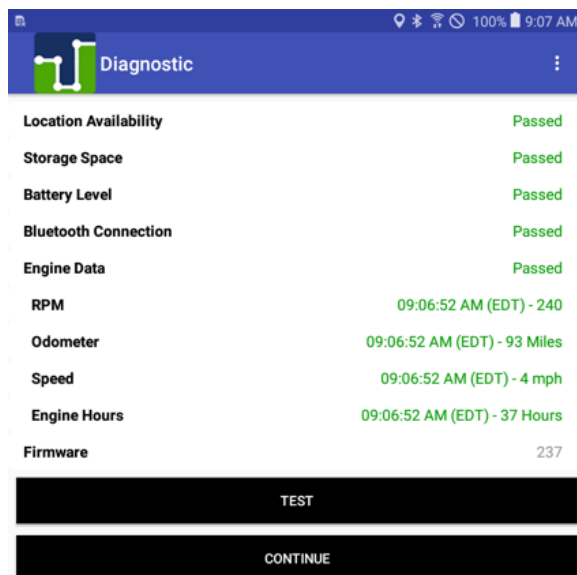 100% 9:07 AM
Diagnostic
Location Availability Passed
Storage Space Passed
Battery Level Passed
Bluetooth Connection Passed
Engine Data Passed
RPM 09:06:52 AM (EDT) - 240
Odometer 09:06:52 AM (EDT) - 93 Miles
Speed 09:06:52 AM (EDT) - 4 mph
Engine Hours 09:06:52 AM (EDT) - 37 Hours
Firmware 237
TEST
CONTINUE